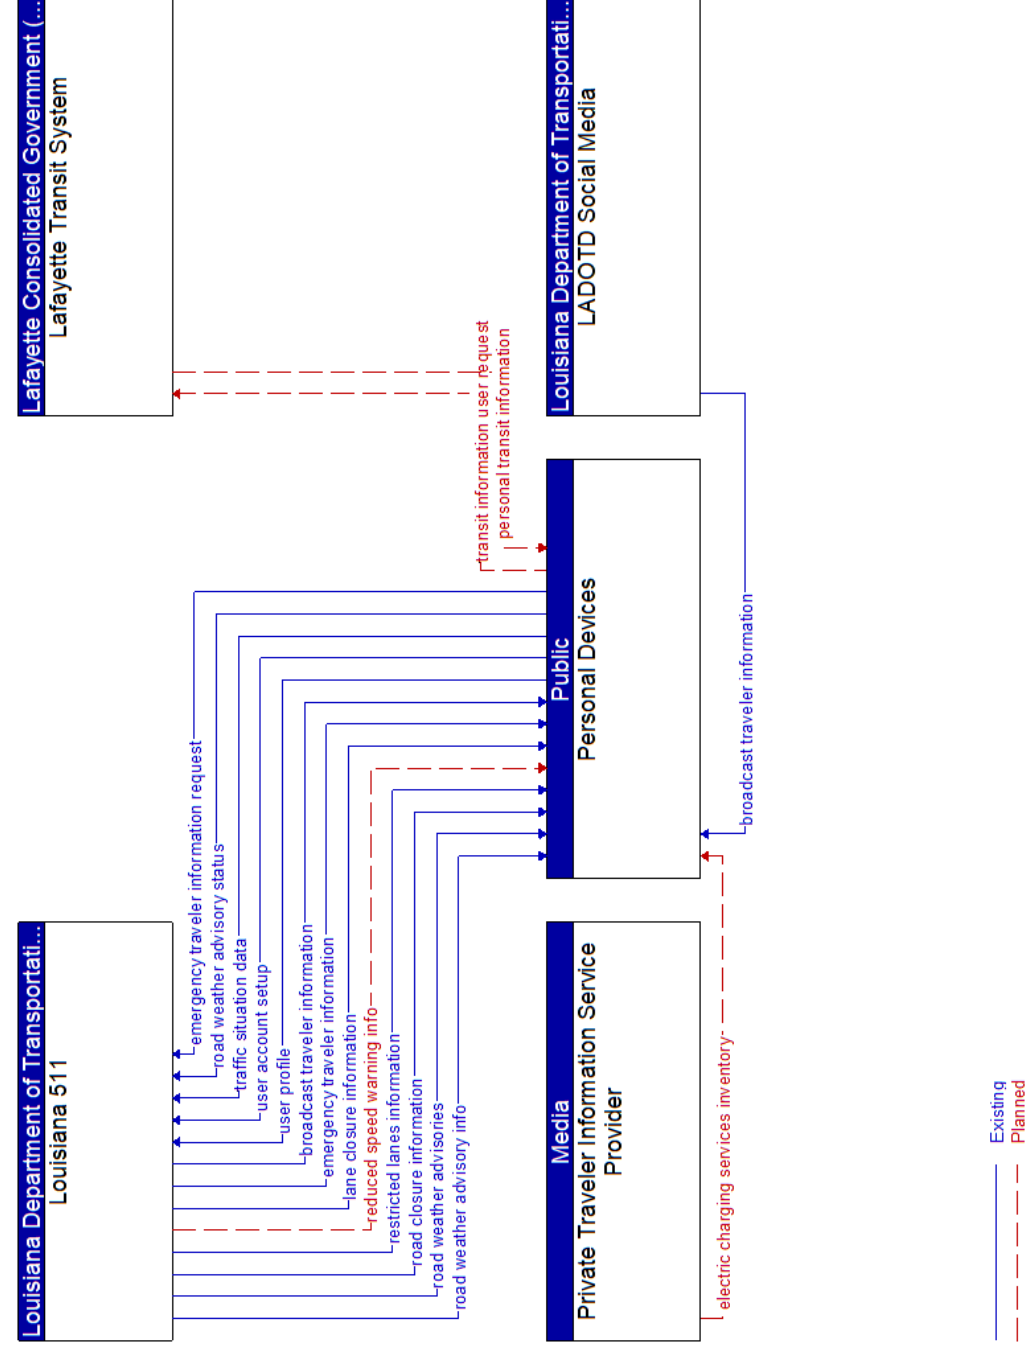 Louisiana Department of Transportati...
Louisiana 511
Lafayette Consolidated Government (...
Lafayette Transit System
emergency traveler information request
road weather advisory status
traffic situation data
user account setup
user profile
broadcast traveler information
emergency traveler information
lane closure information
reduced speed warning info
restricted lanes information
road closure information
road weather advisories
road weather advisory info
transit information user request
personal transit information
Media
Private Traveler Information Service
Provider
Public
Personal Devices
Louisiana Department of Transportati...
LADOTD Social Media
electric charging services inventory
broadcast traveler information
Existing
Planned